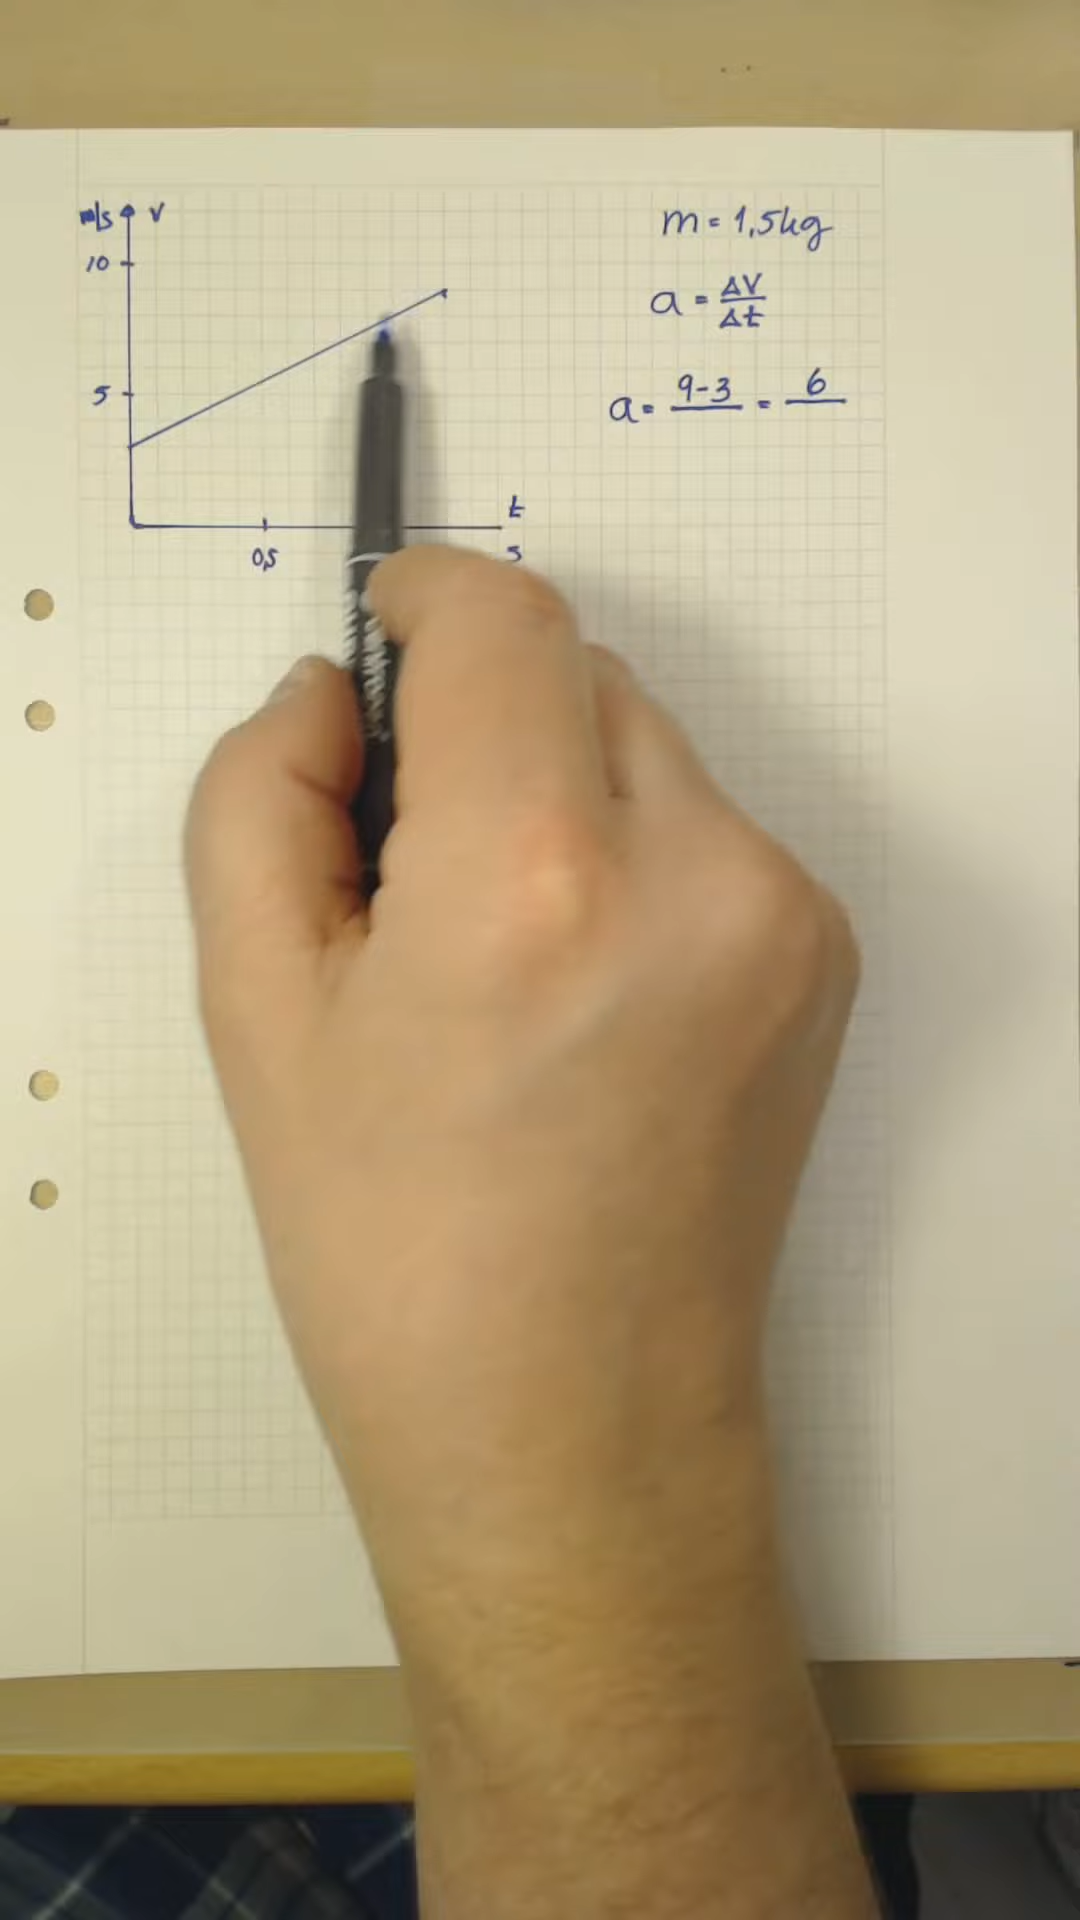 m/s V
10
5
0,5
t
s
m = 1,5kg
a = ΔV/Δt
a = 9-3 = 6